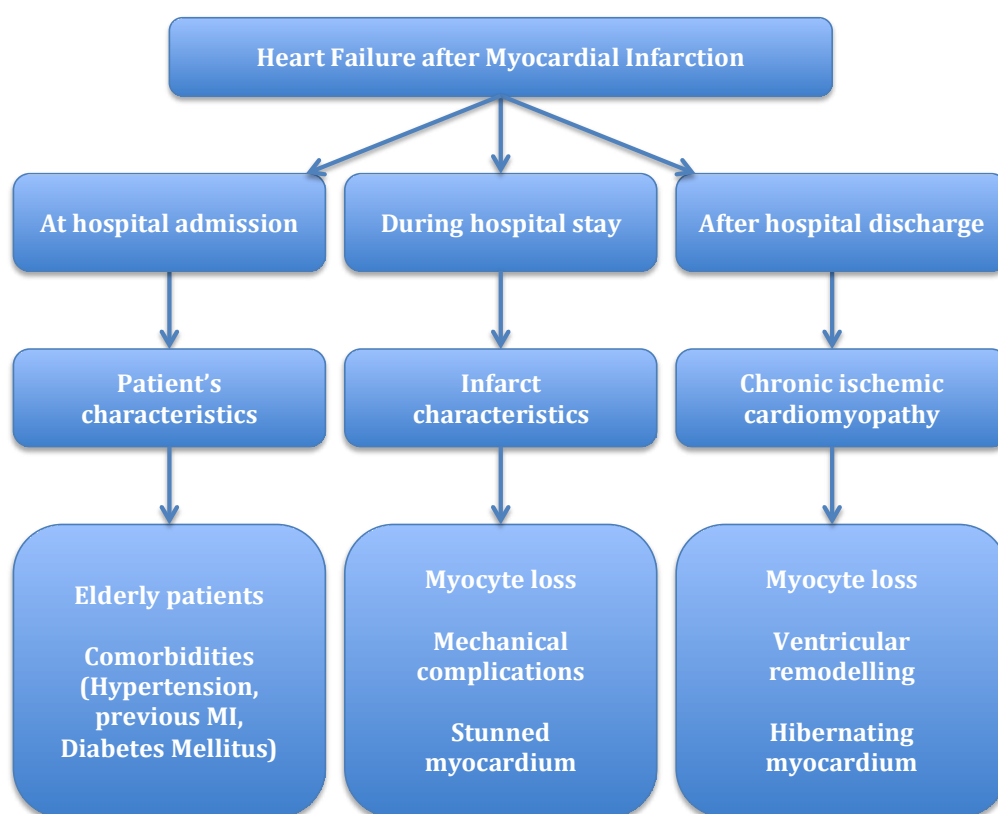 Heart Failure after Myocardial Infarction
At hospital admission
During hospital stay
After hospital discharge
Patient's
characteristics
Infarct
characteristics
Chronic ischemic
cardiomyopathy
Elderly patients
Comorbidities
(Hypertension,
previous MI,
Diabetes Mellitus)
Myocyte loss
Mechanical
complications
Stunned
myocardium
Myocyte loss
Ventricular
remodelling
Hibernating
myocardium